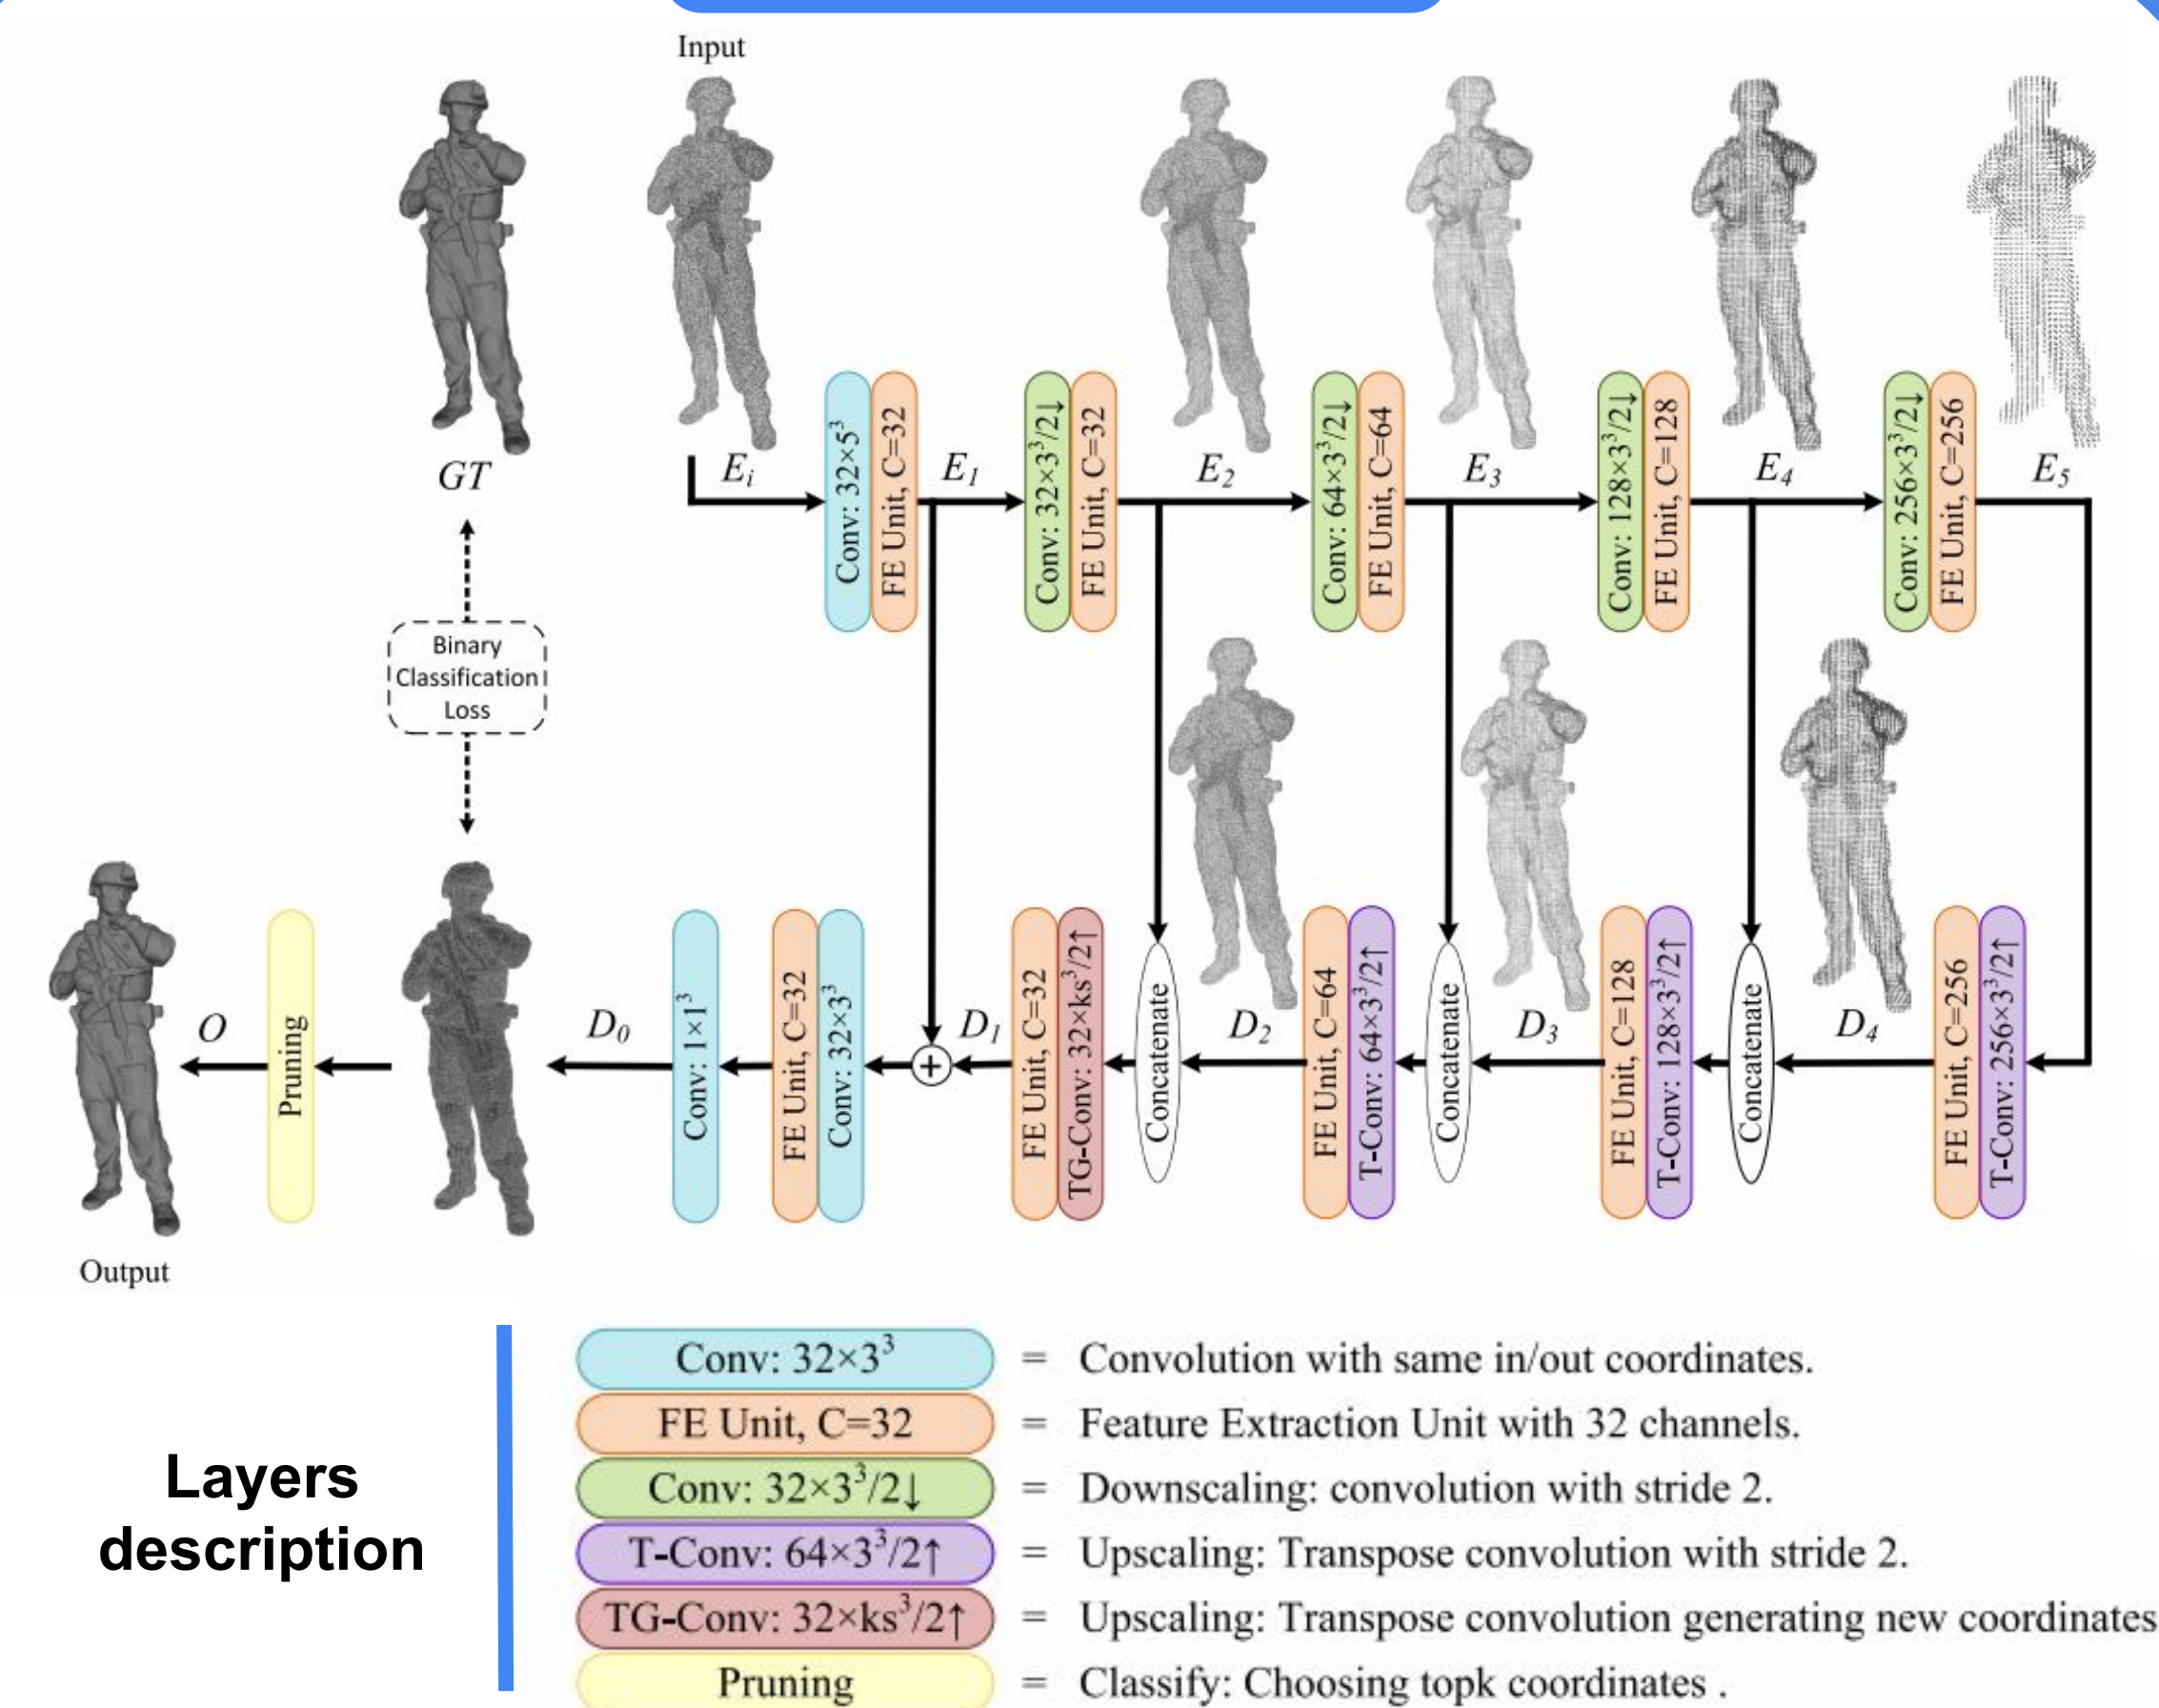 Input
GT
E_i
Conv: 32×5³
FE Unit, C=32
E_1
Conv: 32×3³/2↓
FE Unit, C=32
E_2
Conv: 64×3³/2↓
FE Unit, C=64
E_3
Conv: 128×3³/2↓
FE Unit, C=128
E_4
Conv: 256×3³/2↓
FE Unit, C=256
E_5
Binary
Classification
Loss
T-Conv: 256×3³/2↑
FE Unit, C=256
D_4
Concatenate
T-Conv: 128×3³/2↑
FE Unit, C=128
D_3
Concatenate
T-Conv: 64×3³/2↑
FE Unit, C=64
D_2
Concatenate
TG-Conv: 32×ks³/2↑
FE Unit, C=32
D_1
+
Conv: 32×3³
FE Unit, C=32
Conv: 1×1³
D_0
Pruning
O
Output
Layers
description
Conv: 32×3³ = Convolution with same in/out coordinates.
FE Unit, C=32 = Feature Extraction Unit with 32 channels.
Conv: 32×3³/2↓ = Downscaling: convolution with stride 2.
T-Conv: 64×3³/2↑ = Upscaling: Transpose convolution with stride 2.
TG-Conv: 32×ks³/2↑ = Upscaling: Transpose convolution generating new coordinates
Pruning = Classify: Choosing topk coordinates .